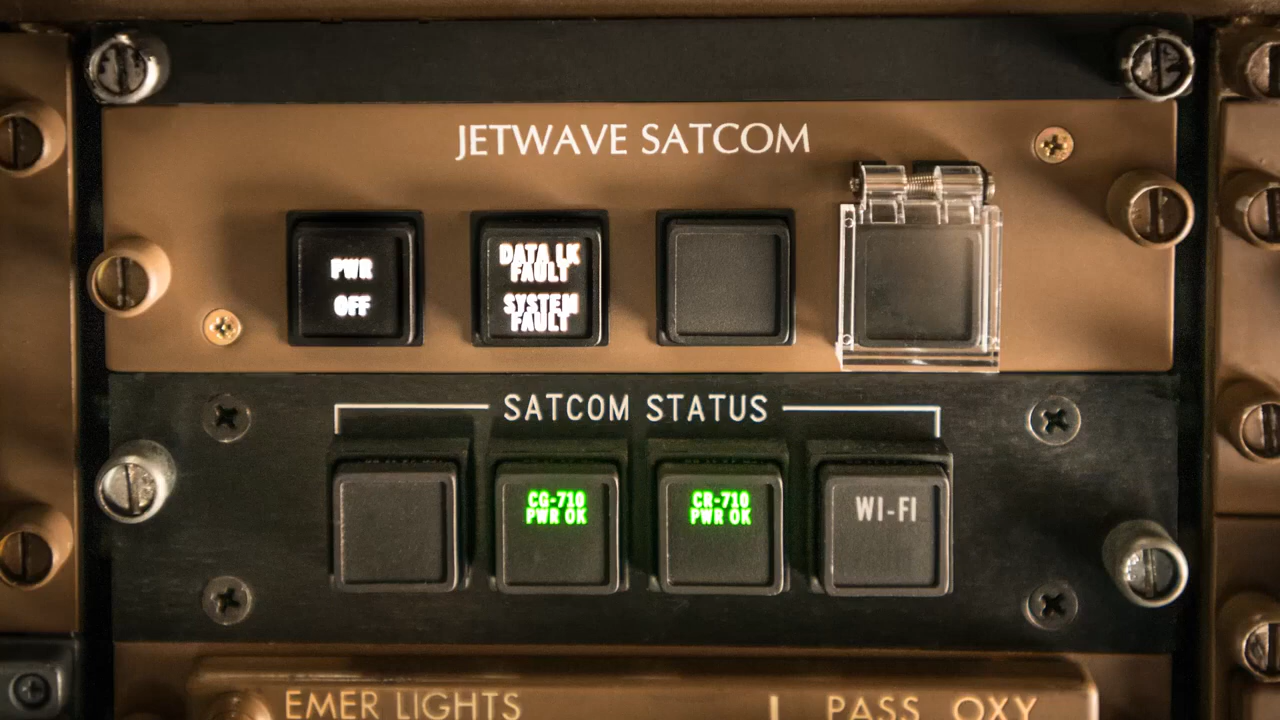 JETWAVE SATCOM
PWR
OFF
DATA LK
FAULT
SYSTEM
FAULT
SATCOM STATUS
CG-710
PWR OK
CR-710
PWR OK
WI-FI
EMER LIGHTS
PASS OXY